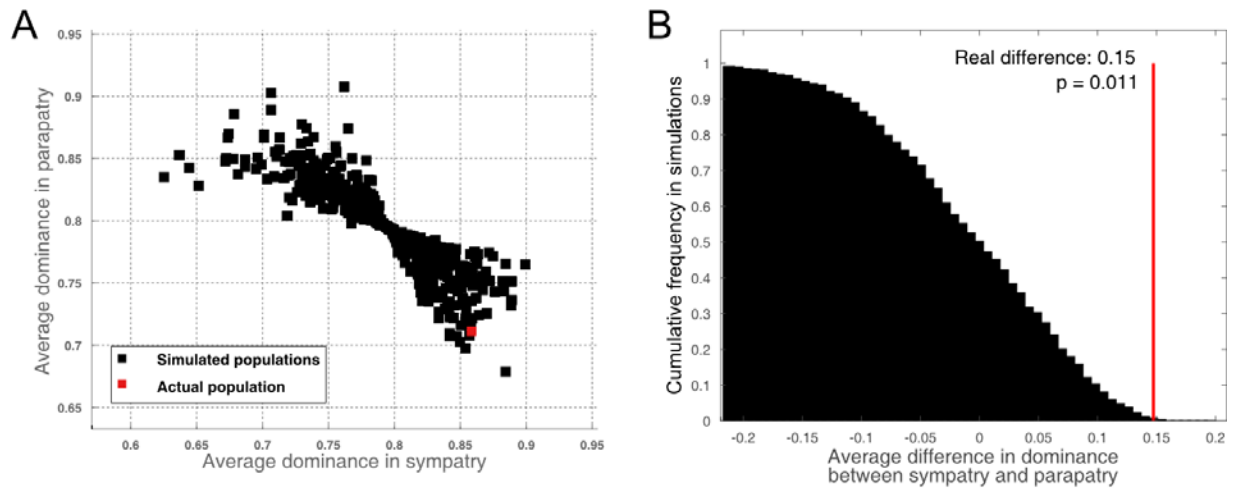 A
Average dominance in parapatry
0.95
0.9
0.85
0.8
0.75
0.7
0.65
Simulated populations
Actual population
0.6 0.65 0.7 0.75 0.8 0.85 0.9 0.95
Average dominance in sympatry
B
Cumulative frequency in simulations
Real difference: 0.15
p = 0.011
1
0.9
0.8
0.7
0.6
0.5
0.4
0.3
0.2
0.1
0
-0.2 -0.15 -0.1 -0.05 0 0.05 0.1 0.15 0.2
Average difference in dominance
between sympatry and parapatry